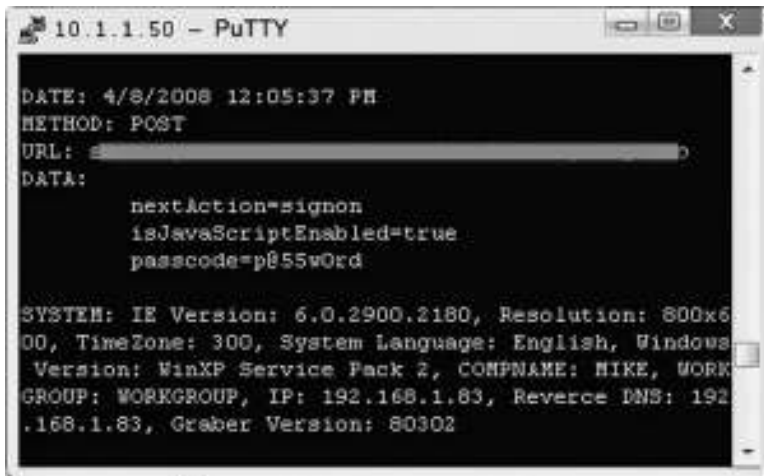 10.1.1.50 - PuTTY
DATE: 4/8/2008 12:05:37 PM
METHOD: POST
URL:
DATA:
nextAction=signon
isJavaScriptEnabled=true
passcode=p@55w0rd
SYSTEM: IE Version: 6.0.2900.2180, Resolution: 800x6
00, TimeZone: 300, System Language: English, Windows
Version: WinXP Service Pack 2, COMPNAME: MIKE, WORK
GROUP: WORKGROUP, IP: 192.168.1.83, Reverce DNS: 192
.168.1.83, Graber Version: 80302